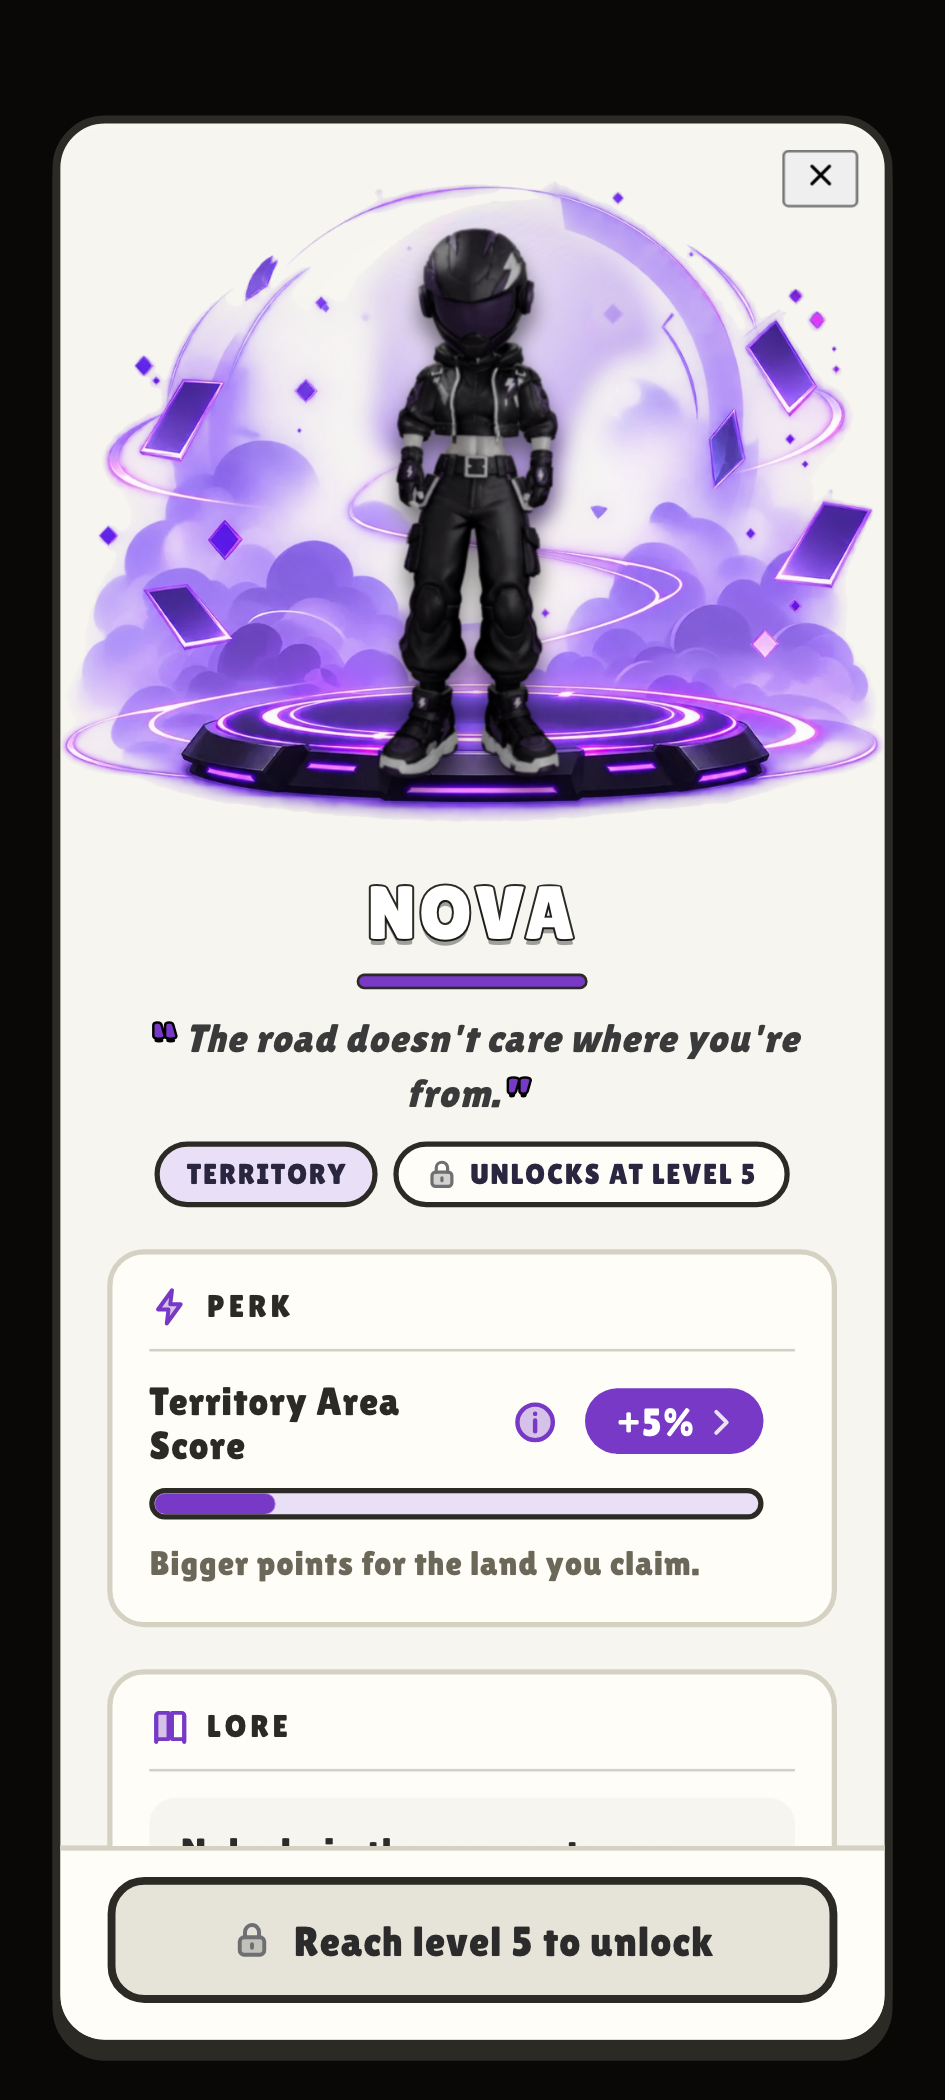 NOVA
"The road doesn't care where you're
from."
TERRITORY
UNLOCKS AT LEVEL 5
PERK
Territory Area
Score
+5%
Bigger points for the land you claim.
LORE
Reach level 5 to unlock